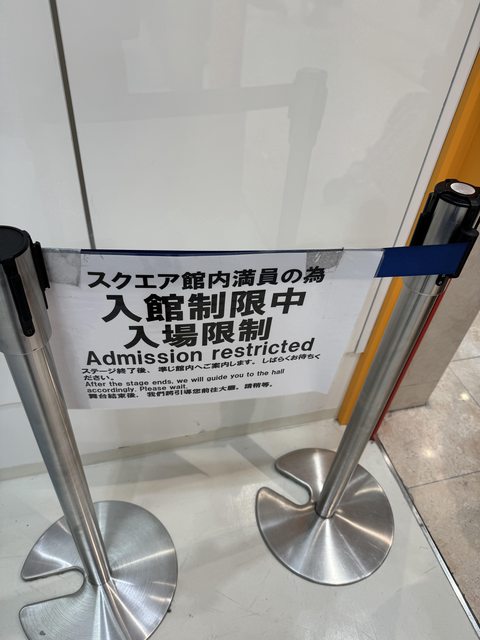 スクエア館内満員の為
入館制限中
入場限制
Admission restricted
ステージ終了後、準じ館内へご案内します。しばらくお待ちく
ださい。
After the stage ends, we will guide you to the hall
accordingly. Please wait.
舞台結束後，我們將引導您前往大廳。請稍等。